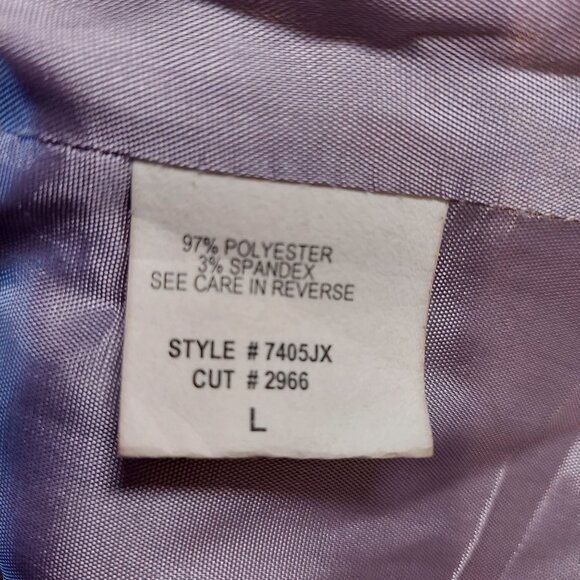 97% POLYESTER
3% SPANDEX
SEE CARE IN REVERSE
STYLE # 7405JX
CUT # 2966
L